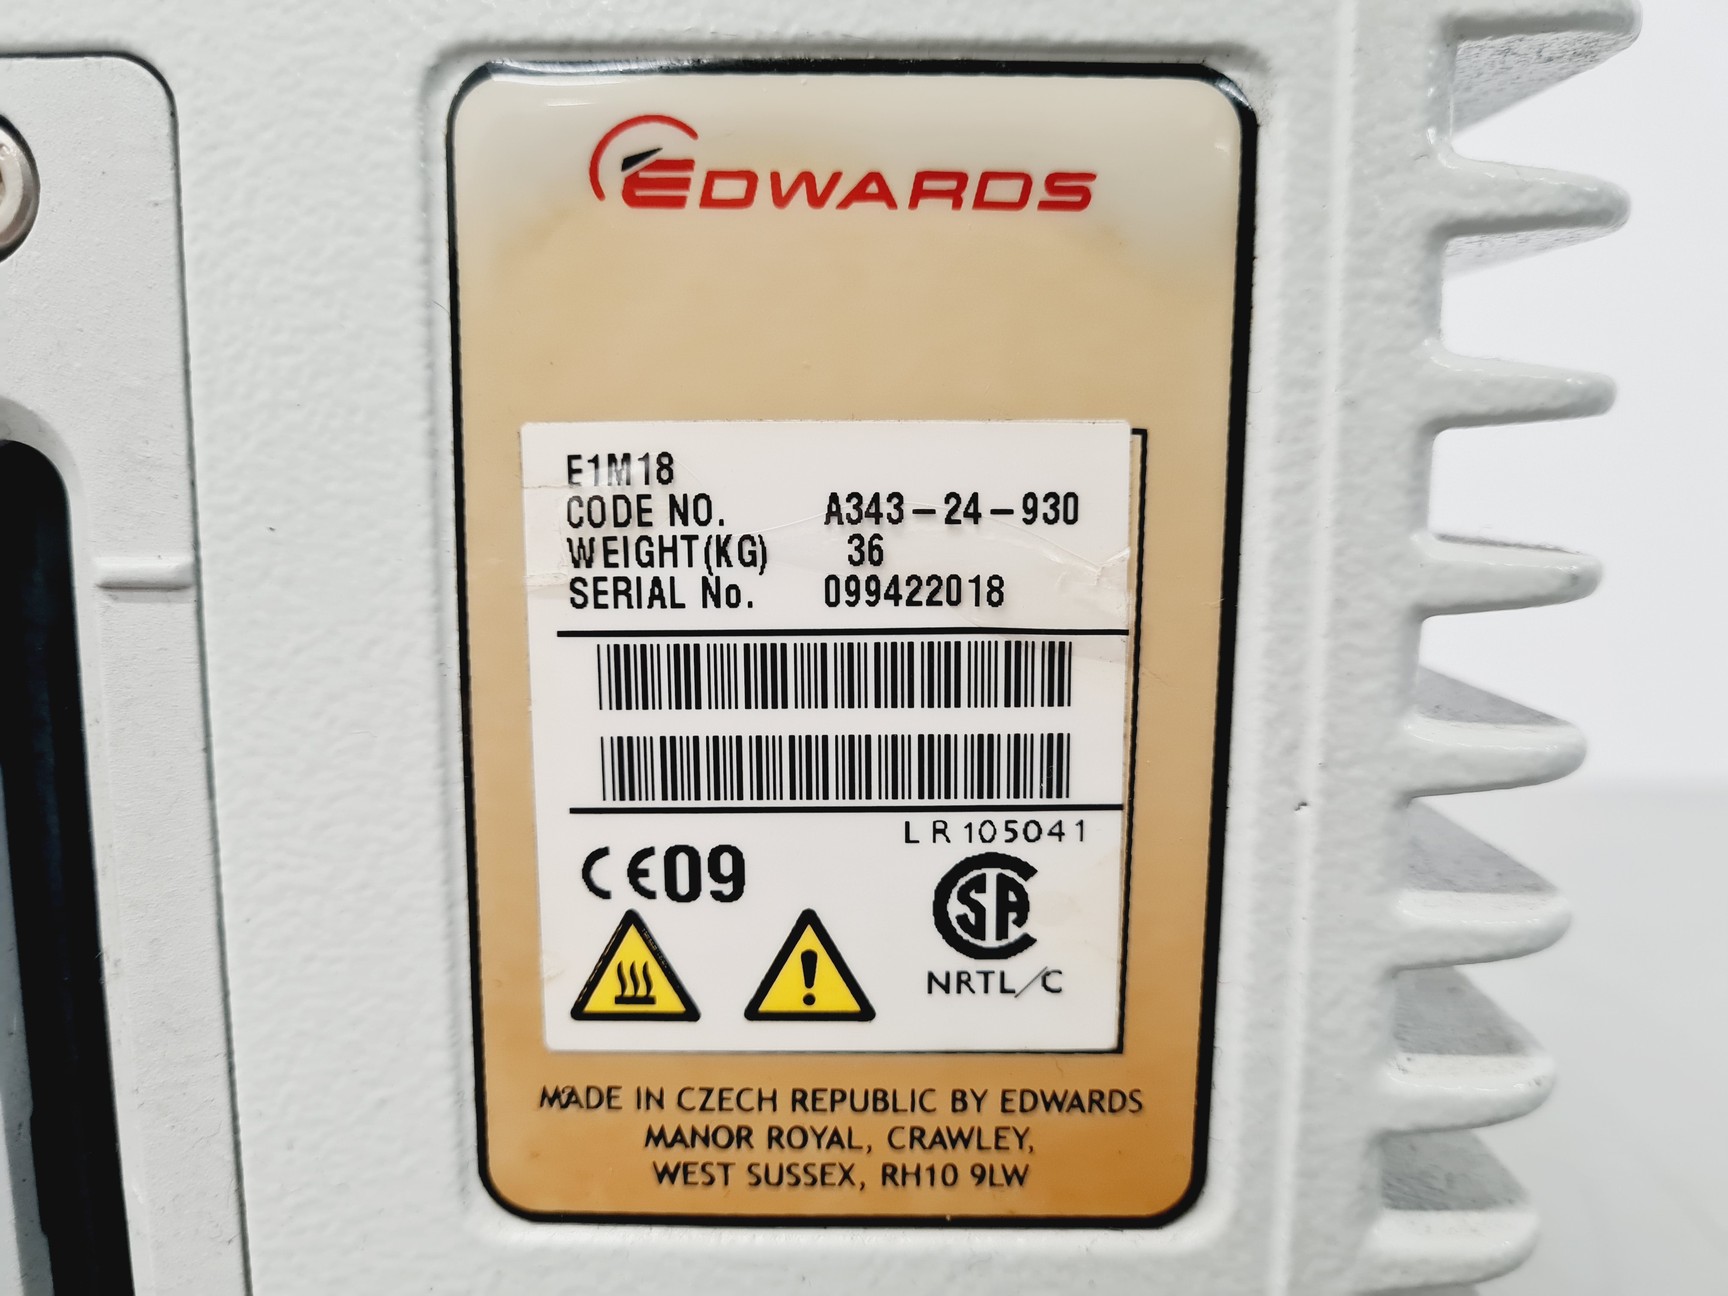 EDWARDS
E1M18
CODE NO. A343-24-930
WEIGHT(KG) 36
SERIAL No. 099422018
LR105041
CE09
CSA
NRTL/C
MADE IN CZECH REPUBLIC BY EDWARDS
MANOR ROYAL, CRAWLEY,
WEST SUSSEX, RH10 9LW